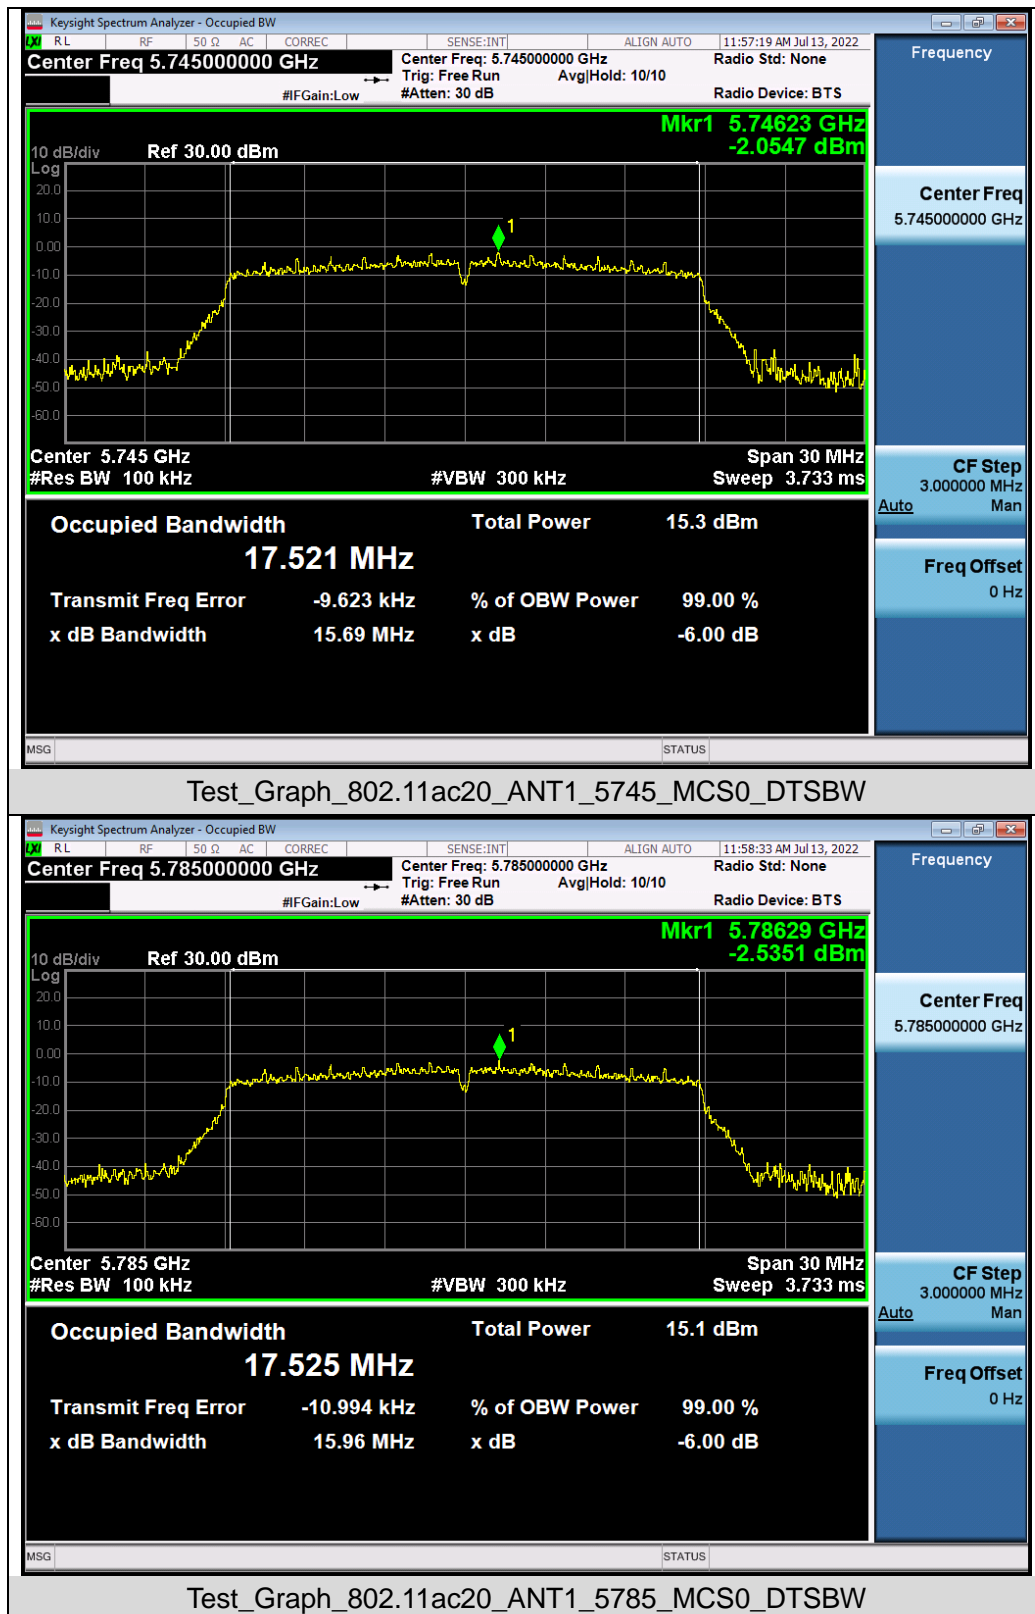 Keysight Spectrum Analyzer - Occupied BW
LXI RL RF 50 Ω AC CORREC SENSE:INT ALIGN AUTO 11:57:19 AM Jul 13, 2022
Center Freq 5.745000000 GHz
#IFGain:Low
Center Freq: 5.745000000 GHz
Trig: Free Run Avg|Hold: 10/10
#Atten: 30 dB
Radio Std: None
Radio Device: BTS
Frequency
Mkr1 5.74623 GHz
-2.0547 dBm
10 dB/div Ref 30.00 dBm
Log
20.0
10.0
0.00
-10.0
-20.0
-30.0
-40.0
-50.0
-60.0
1
Center Freq
5.745000000 GHz
Center 5.745 GHz Span 30 MHz
#Res BW 100 kHz #VBW 300 kHz Sweep 3.733 ms
CF Step
3.000000 MHz
Auto Man
Occupied Bandwidth Total Power 15.3 dBm
17.521 MHz
Transmit Freq Error -9.623 kHz % of OBW Power 99.00 %
x dB Bandwidth 15.69 MHz x dB -6.00 dB
Freq Offset
0 Hz
MSG STATUS
Test_Graph_802.11ac20_ANT1_5745_MCS0_DTSBW
Keysight Spectrum Analyzer - Occupied BW
LXI RL RF 50 Ω AC CORREC SENSE:INT ALIGN AUTO 11:58:33 AM Jul 13, 2022
Center Freq 5.785000000 GHz
#IFGain:Low
Center Freq: 5.785000000 GHz
Trig: Free Run Avg|Hold: 10/10
#Atten: 30 dB
Radio Std: None
Radio Device: BTS
Frequency
Mkr1 5.78629 GHz
-2.5351 dBm
10 dB/div Ref 30.00 dBm
Log
20.0
10.0
0.00
-10.0
-20.0
-30.0
-40.0
-50.0
-60.0
1
Center Freq
5.785000000 GHz
Center 5.785 GHz Span 30 MHz
#Res BW 100 kHz #VBW 300 kHz Sweep 3.733 ms
CF Step
3.000000 MHz
Auto Man
Occupied Bandwidth Total Power 15.1 dBm
17.525 MHz
Transmit Freq Error -10.994 kHz % of OBW Power 99.00 %
x dB Bandwidth 15.96 MHz x dB -6.00 dB
Freq Offset
0 Hz
MSG STATUS
Test_Graph_802.11ac20_ANT1_5785_MCS0_DTSBW